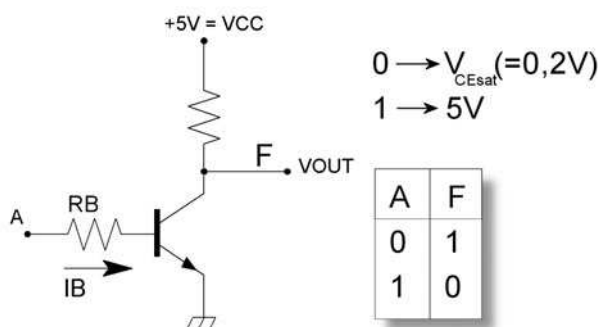 +5V = VCC
0 → VCEsat(=0,2V)
1 → 5V
F
VOUT
A
RB
IB
A F
0 1
1 0